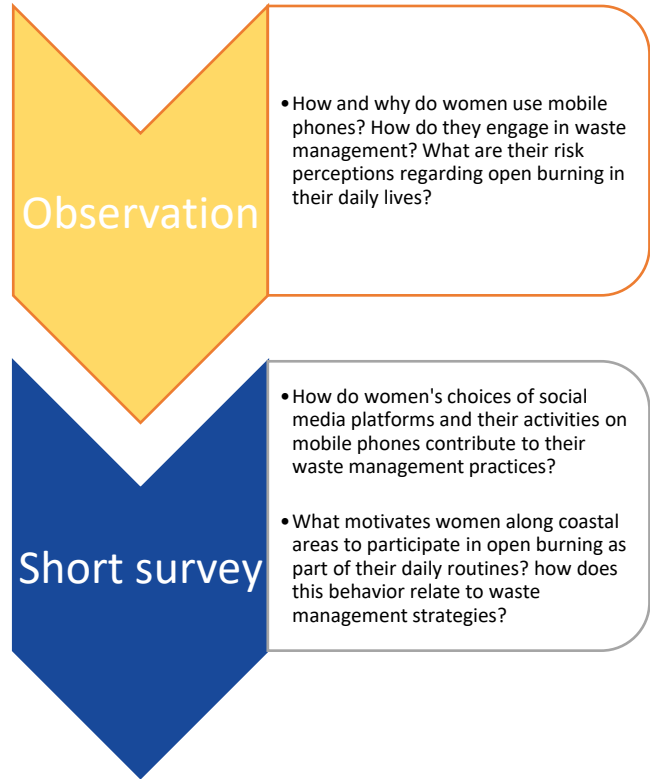 Observation
•How and why do women use mobile
phones? How do they engage in waste
management? What are their risk
perceptions regarding open burning in
their daily lives?
Short survey
•How do women's choices of social
media platforms and their activities on
mobile phones contribute to their
waste management practices?
•What motivates women along coastal
areas to participate in open burning as
part of their daily routines? how does
this behavior relate to waste
management strategies?